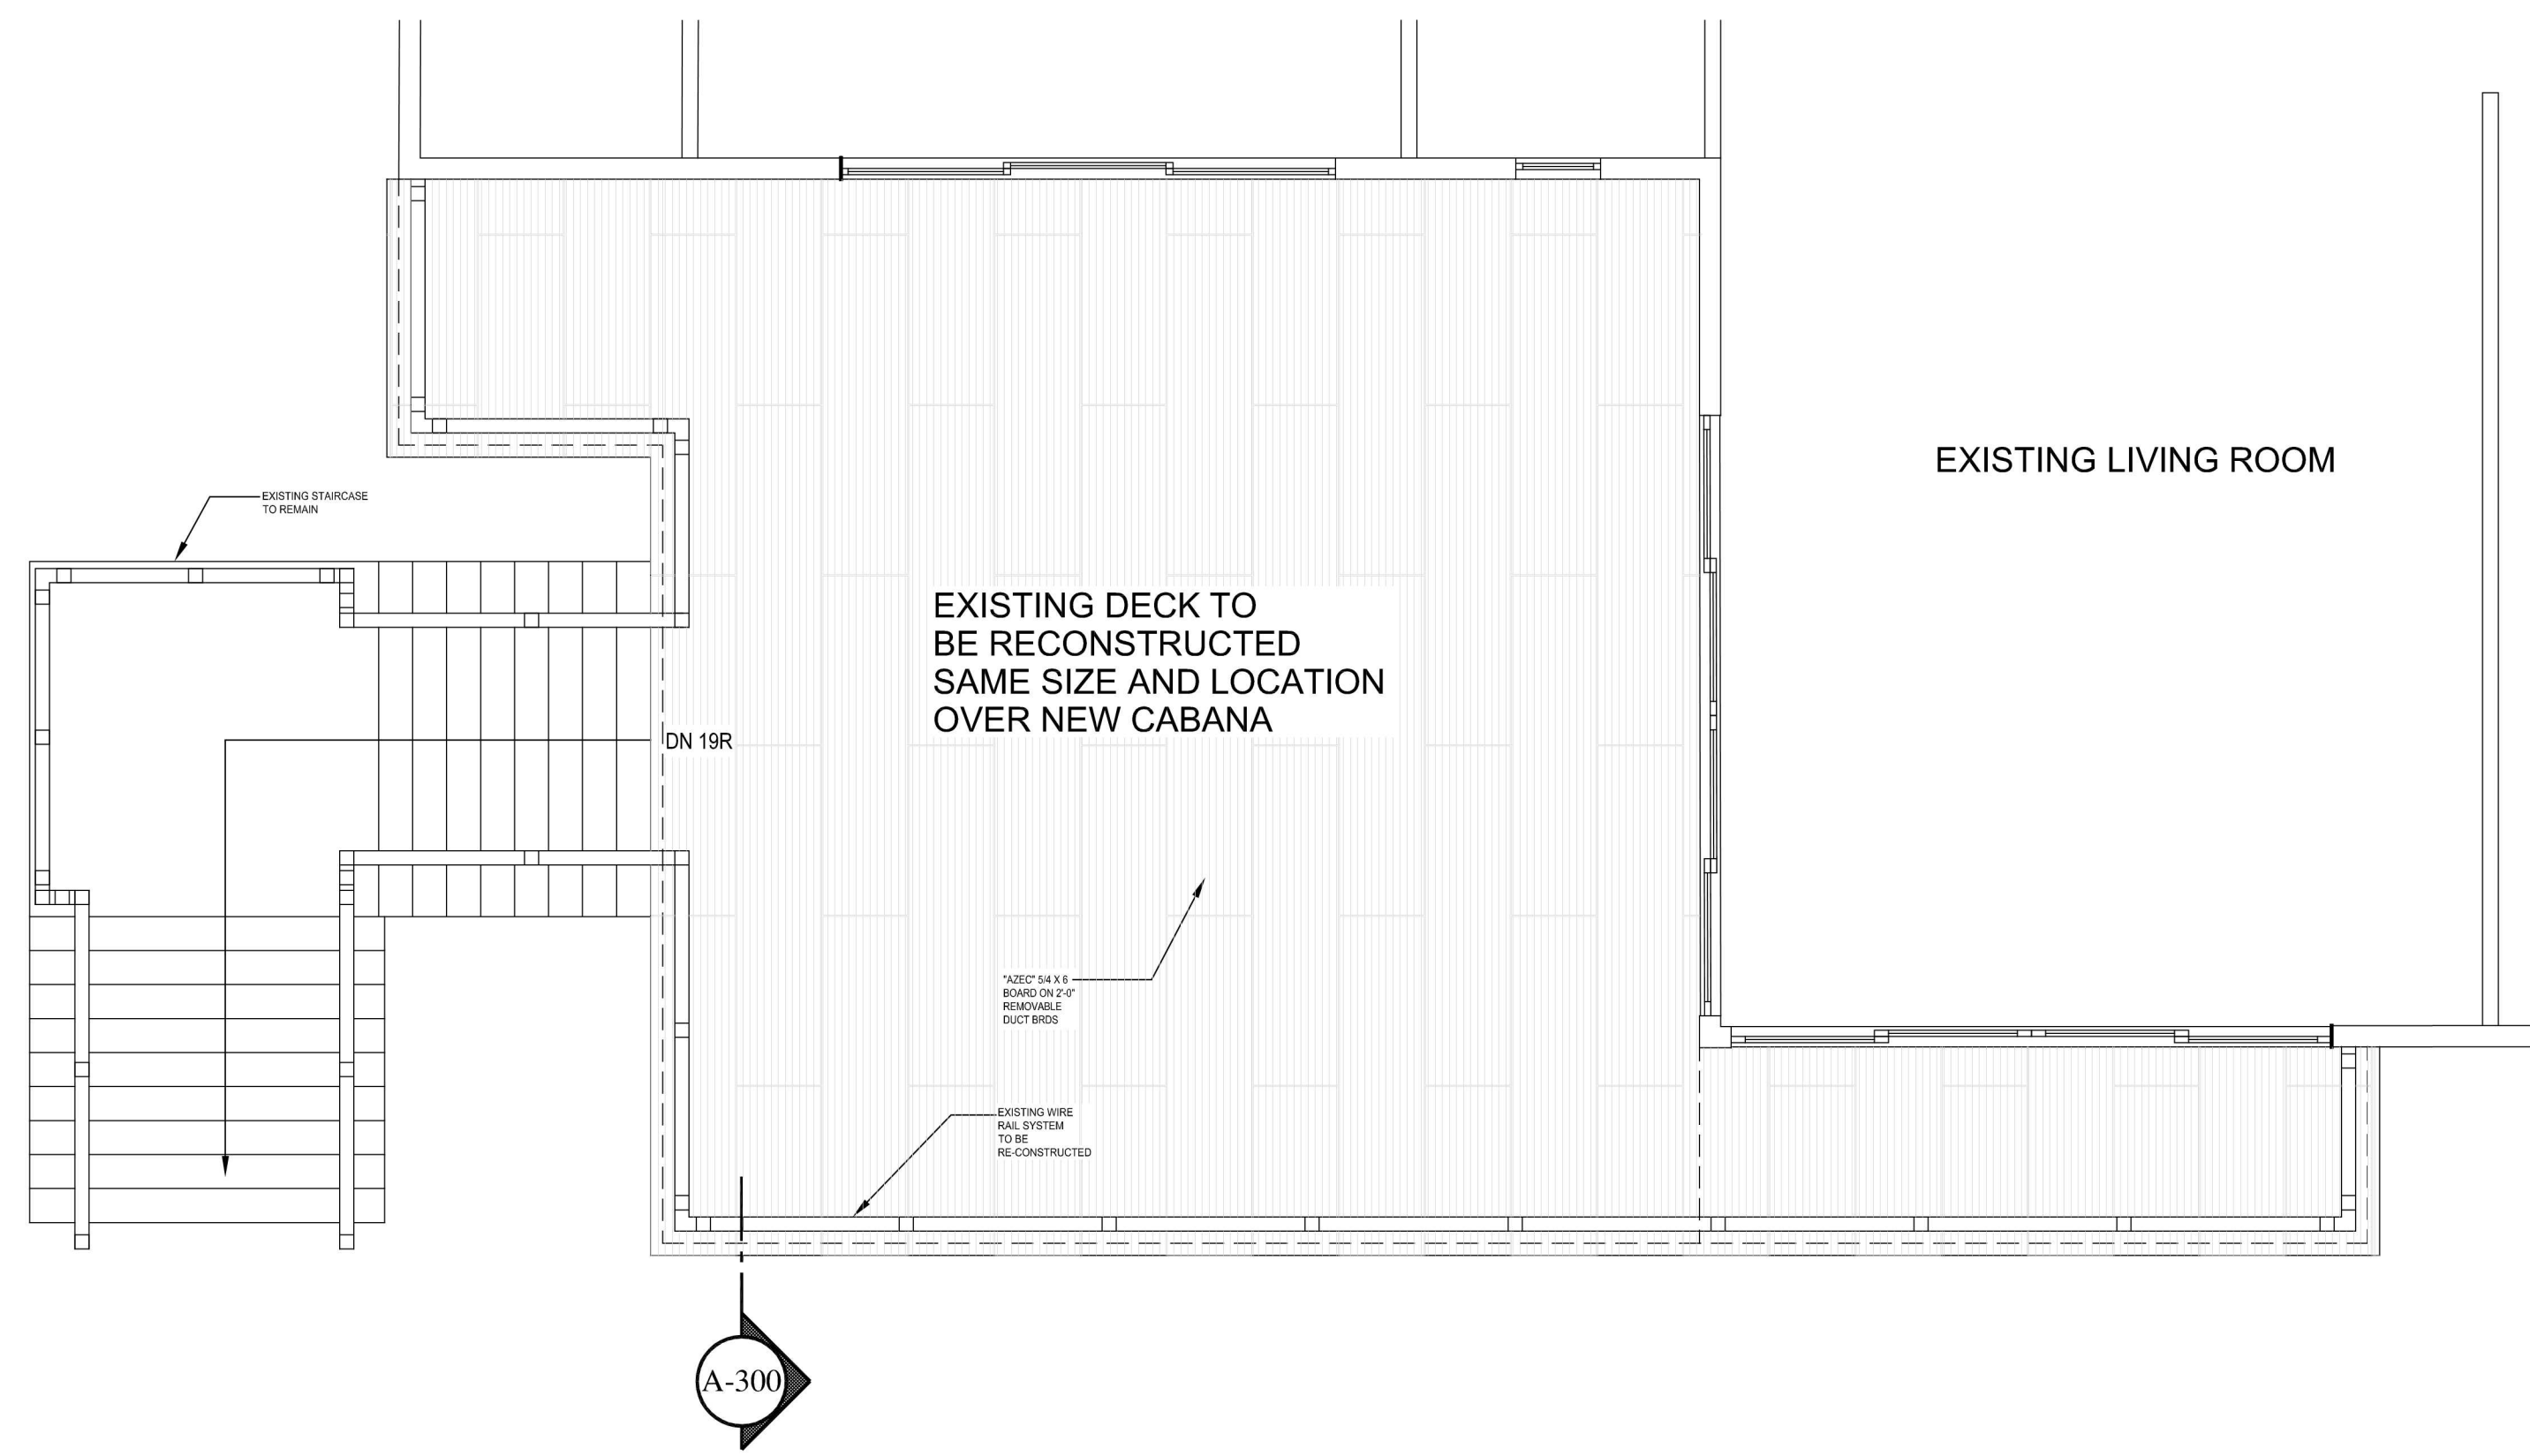 EXISTING LIVING ROOM
EXISTING STAIRCASE
TO REMAIN
EXISTING DECK TO
BE RECONSTRUCTED
SAME SIZE AND LOCATION
OVER NEW CABANA
DN 19R
"AZEC" 5/4 X 6
BOARD ON 2'-0"
REMOVABLE
DUCT BRDS
EXISTING WIRE
RAIL SYSTEM
TO BE
RE-CONSTRUCTED
A-300